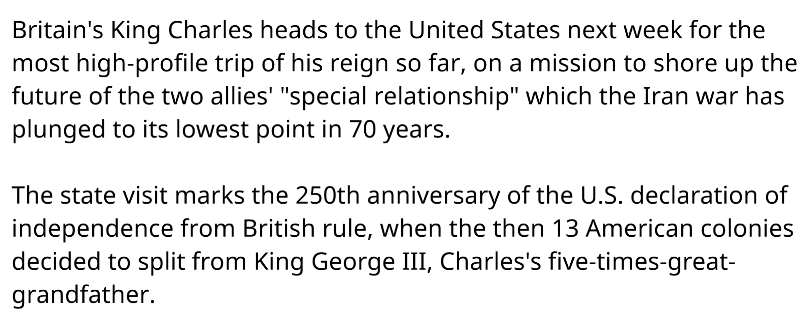 Britain's King Charles heads to the United States next week for the
most high-profile trip of his reign so far, on a mission to shore up the
future of the two allies' "special relationship" which the Iran war has
plunged to its lowest point in 70 years.
The state visit marks the 250th anniversary of the U.S. declaration of
independence from British rule, when the then 13 American colonies
decided to split from King George III, Charles's five-times-great-
grandfather.